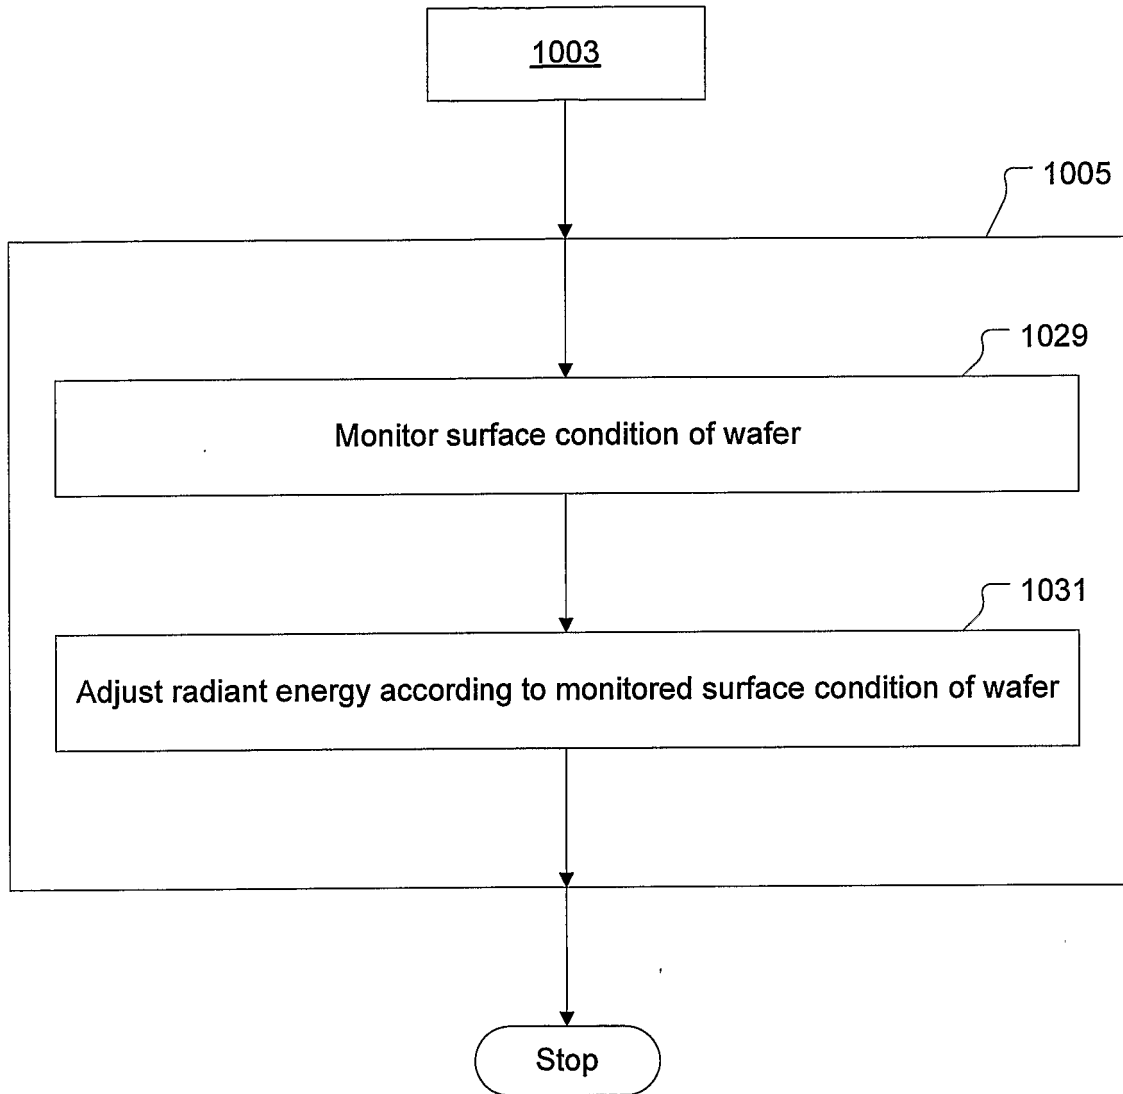 1003
1005
1029
Monitor surface condition of wafer
1031
Adjust radiant energy according to monitored surface condition of wafer
Stop